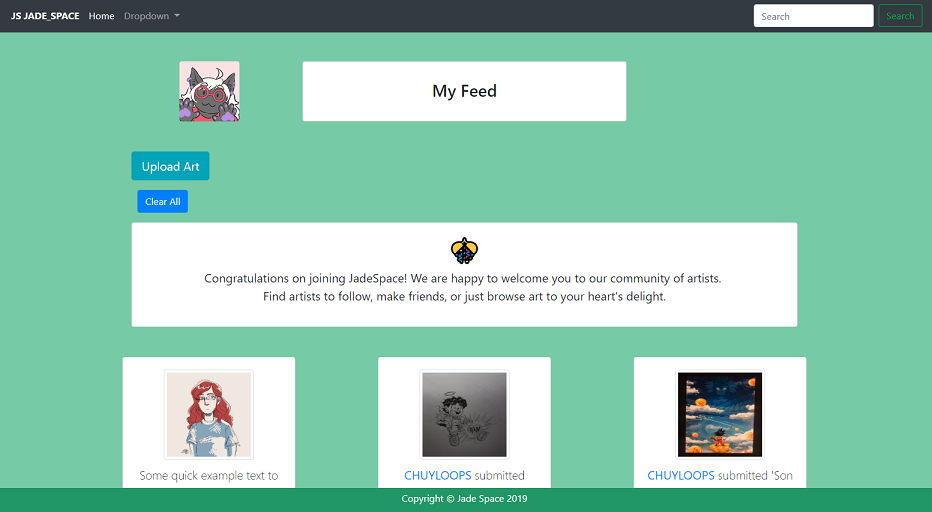 JS JADE_SPACE Home Dropdown Search Search
My Feed
Upload Art
Clear All
Congratulations on joining JadeSpace! We are happy to welcome you to our community of artists.
Find artists to follow, make friends, or just browse art to your heart's delight.
Some quick example text to
CHUYLOOPS submitted
CHUYLOOPS submitted 'Son
Copyright © Jade Space 2019